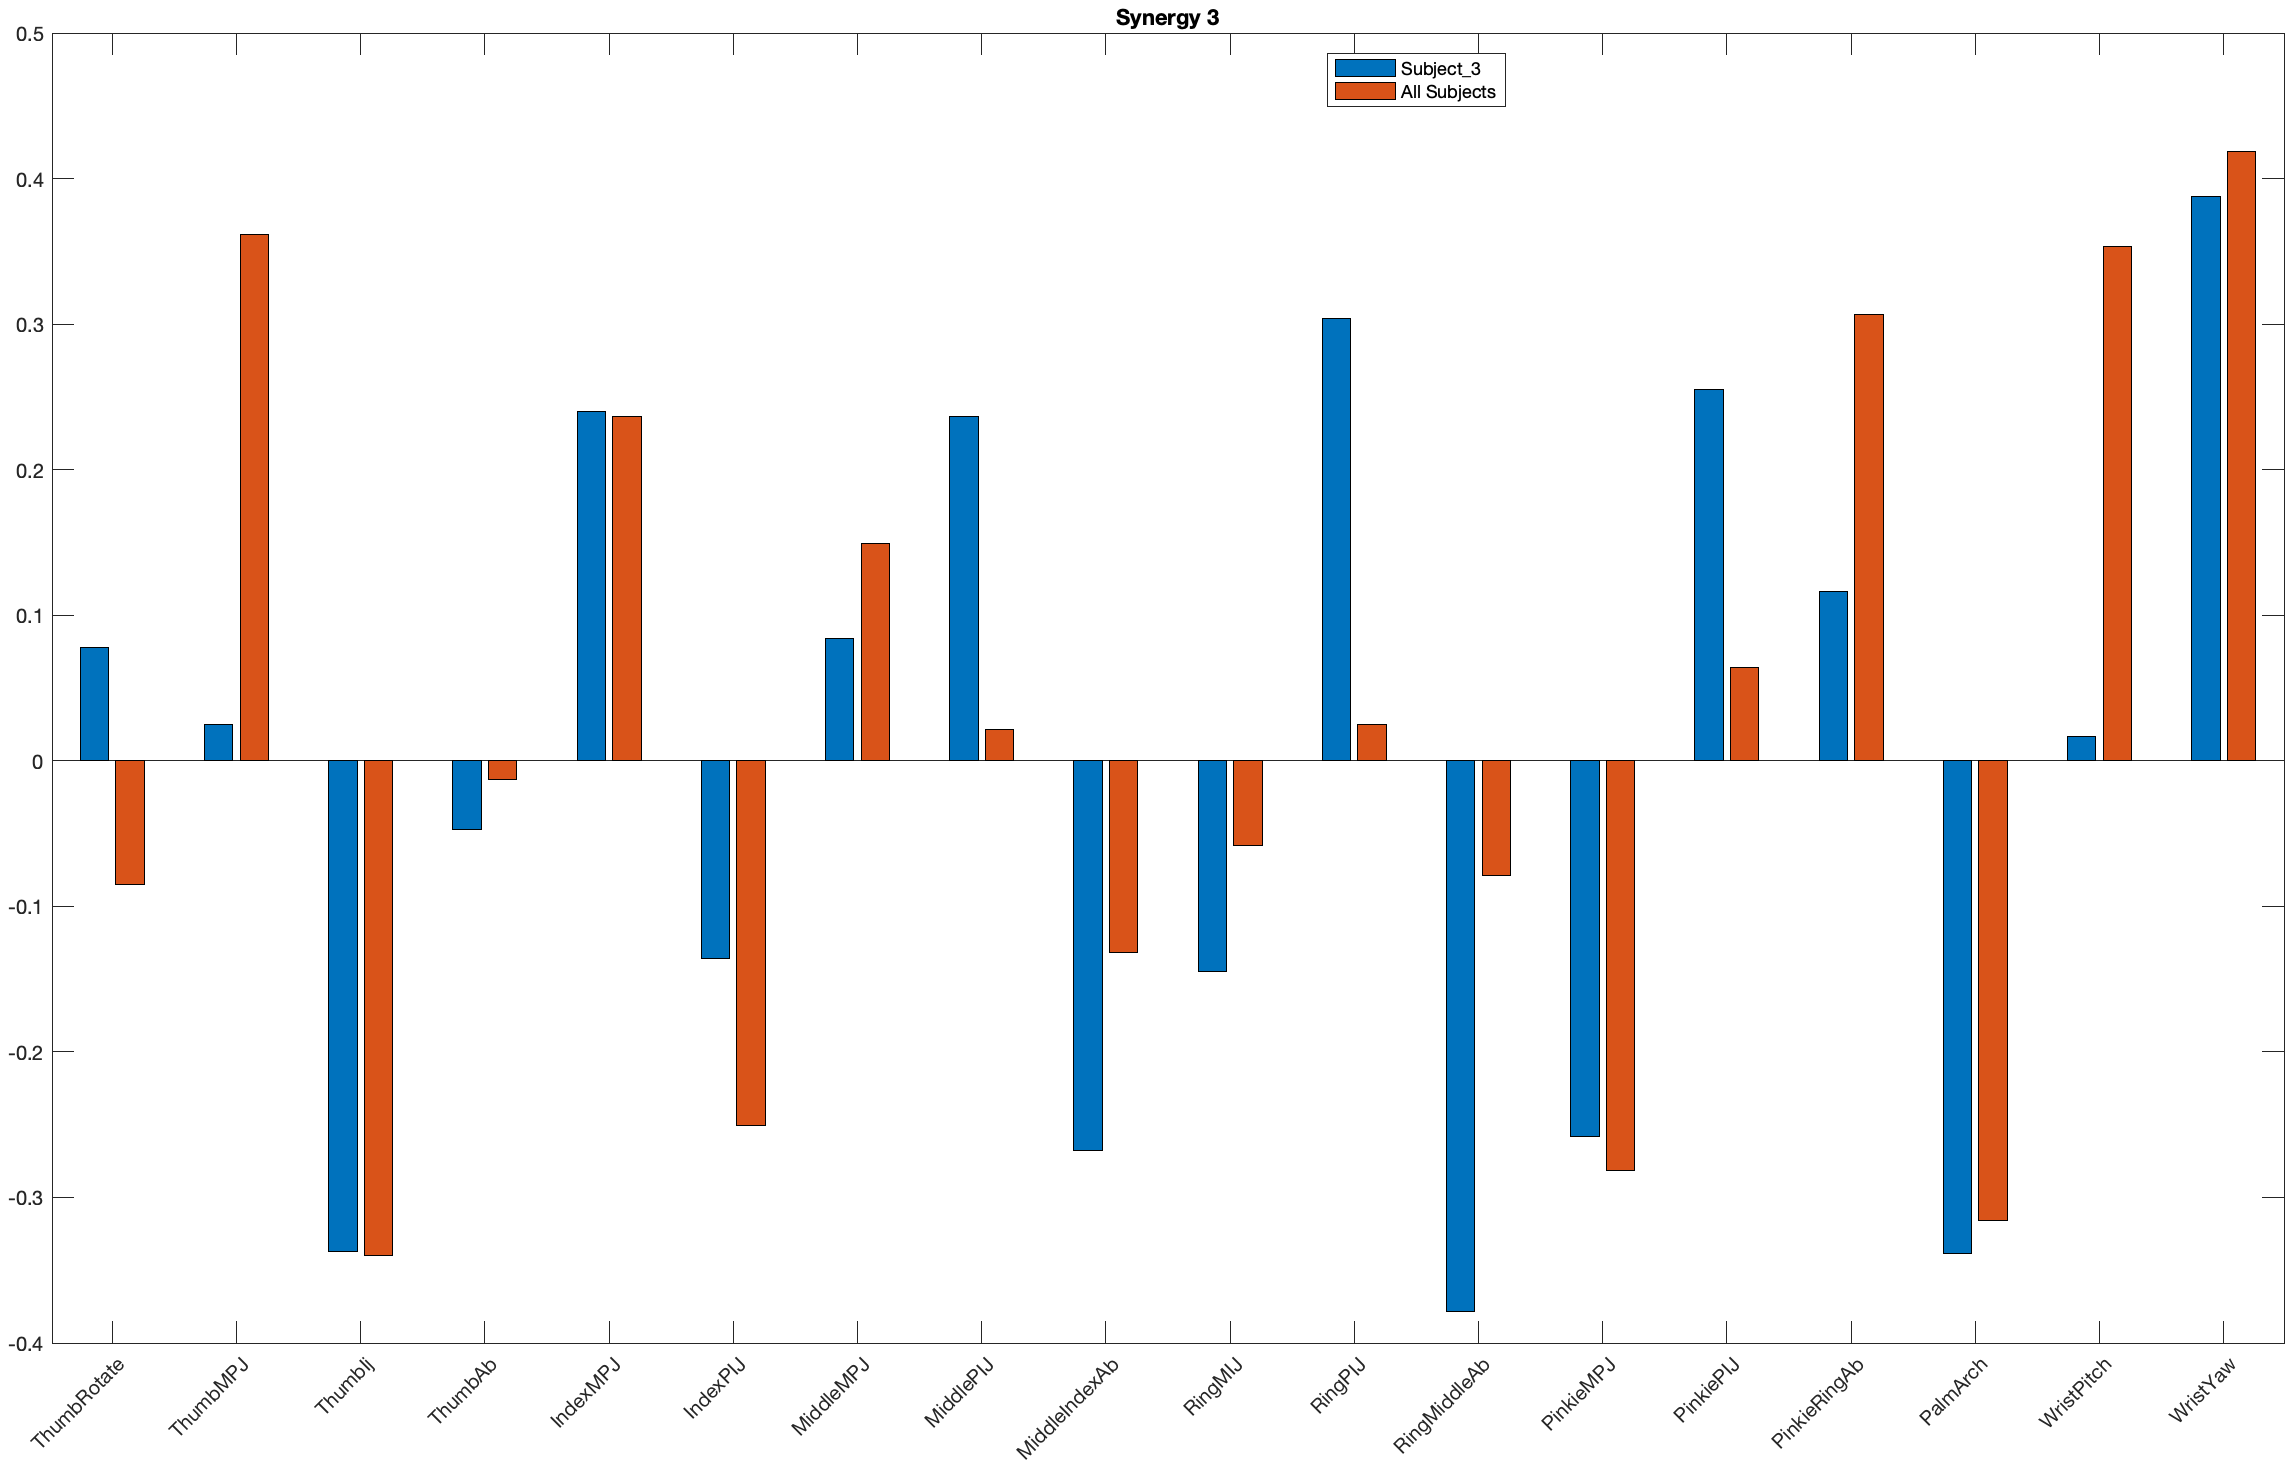 Synergy 3
Subject_3
All Subjects
0.5
0.4
0.3
0.2
0.1
0
-0.1
-0.2
-0.3
-0.4
ThumbRotate
ThumbMPJ
ThumbIj
ThumbAb
IndexMPJ
IndexPIJ
MiddleMPJ
MiddlePIJ
MiddleIndexAb
RingMIJ
RingPIJ
RingMiddleAb
PinkieMPJ
PinkiePIJ
PinkieRingAb
PalmArch
WristPitch
WristYaw